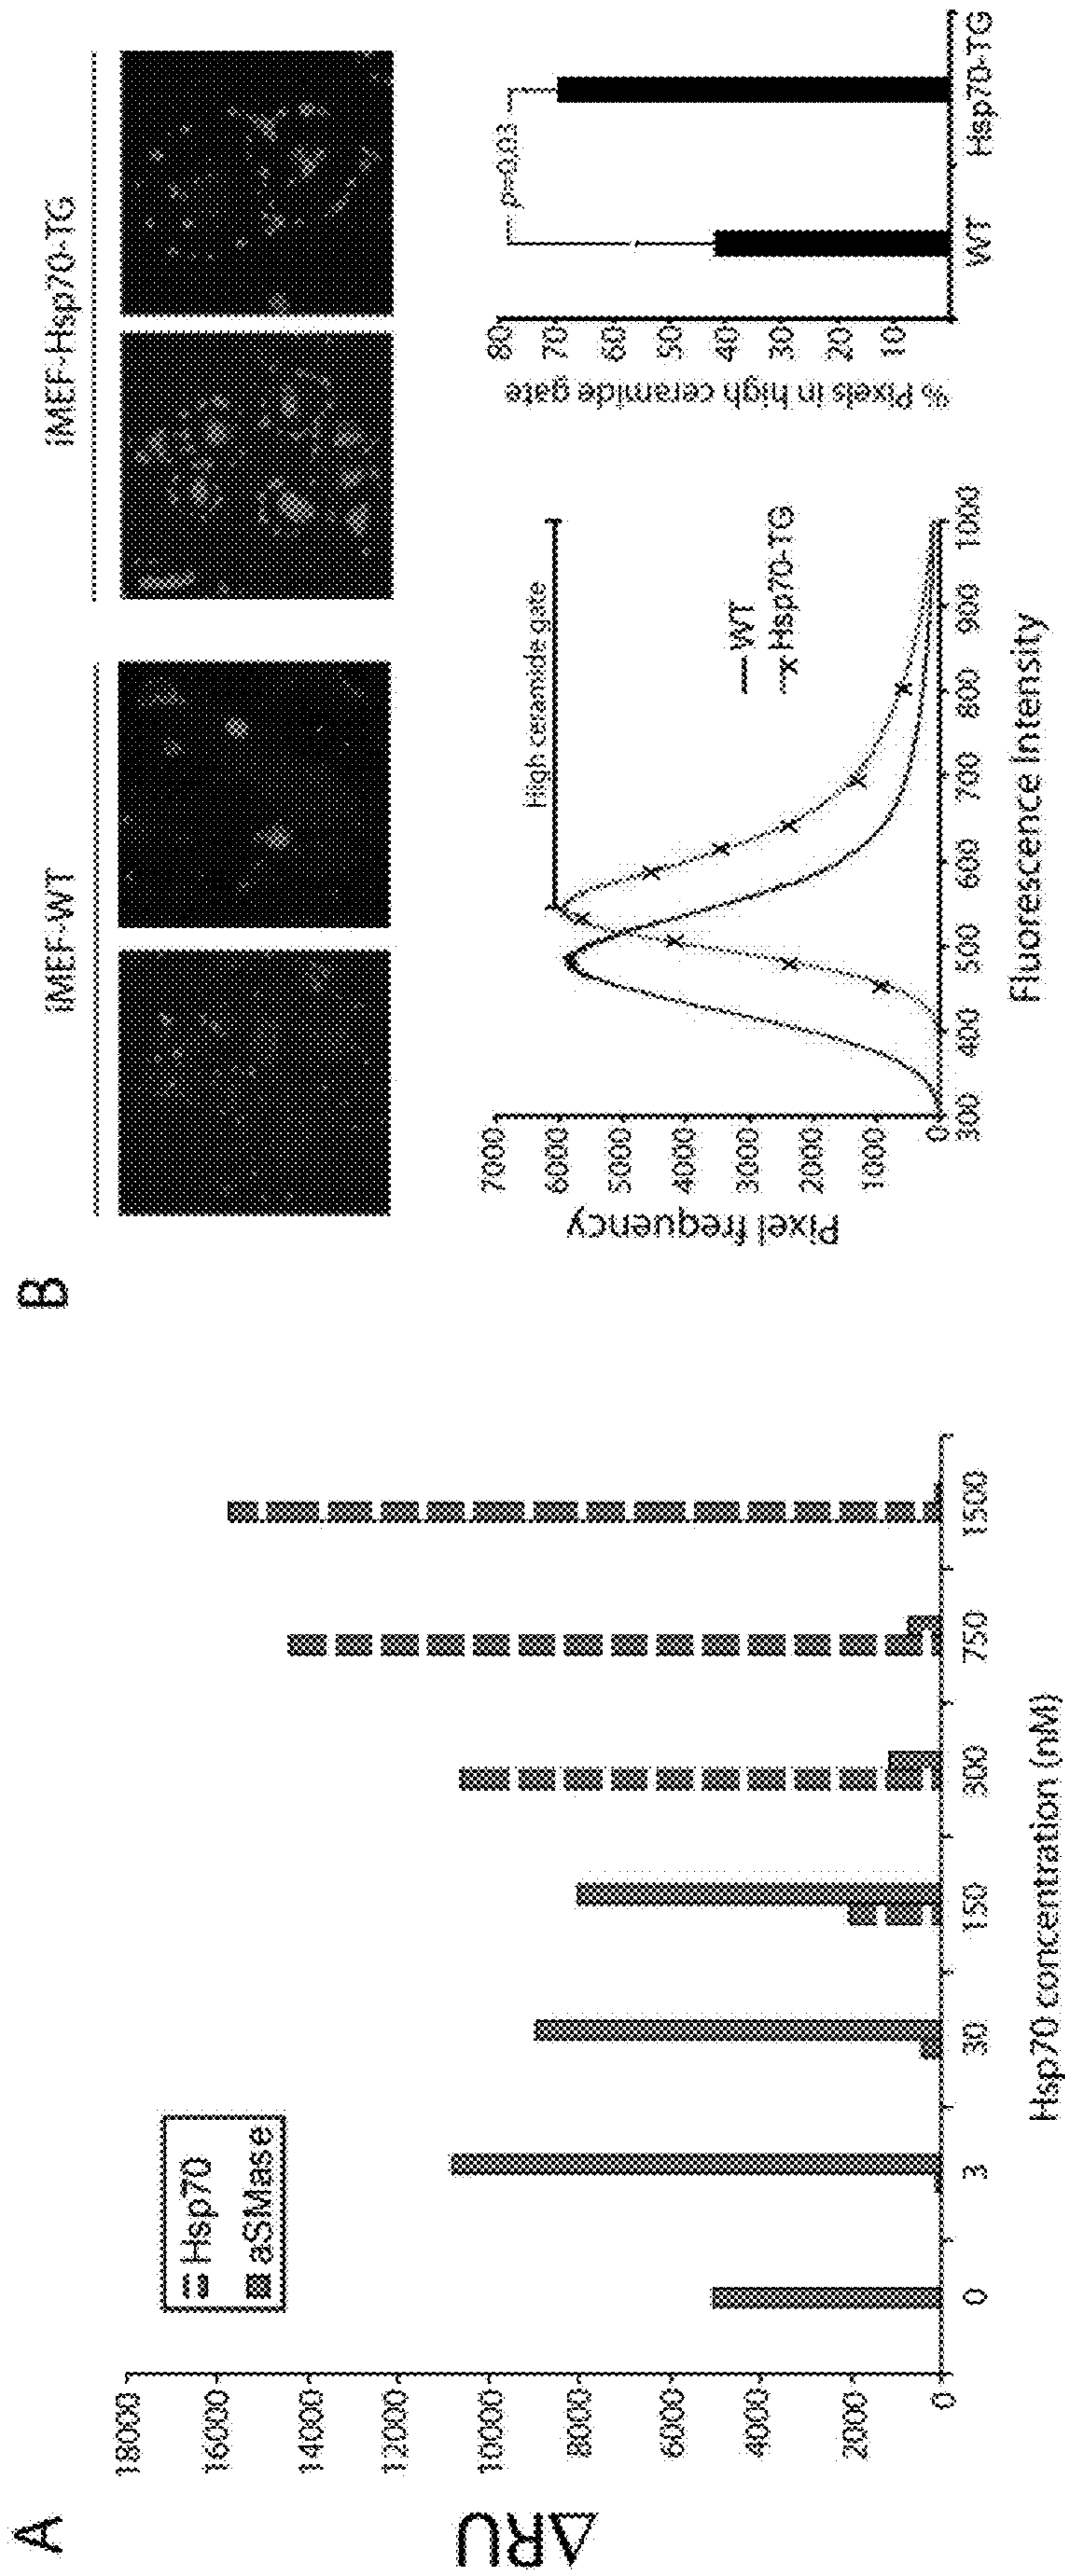 A
ΔRU
18000
16000
14000
12000
10000
8000
6000
4000
2000
0
Hsp70
aSMase
0
3
30
150
300
750
1500
Hsp70 concentration (nM)
B
iMEF-WT
iMEF-Hsp70-TG
Pixel frequency
7000
6000
5000
4000
3000
2000
1000
0
High ceramide gate
WT
Hsp70-TG
300
400
500
600
700
800
900
1000
Fluorescence Intensity
% Pixels in high ceramide gate
80
70
60
50
40
30
20
10
p=0.03
WT
Hsp70-TG